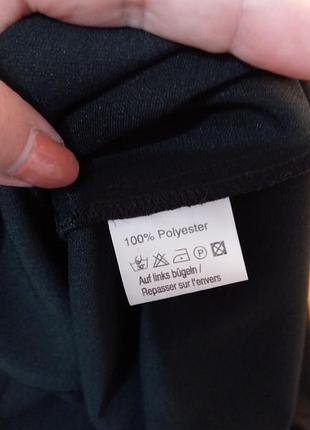 100% Polyester
P
Auf links bügeln /
Repasser sur l'envers